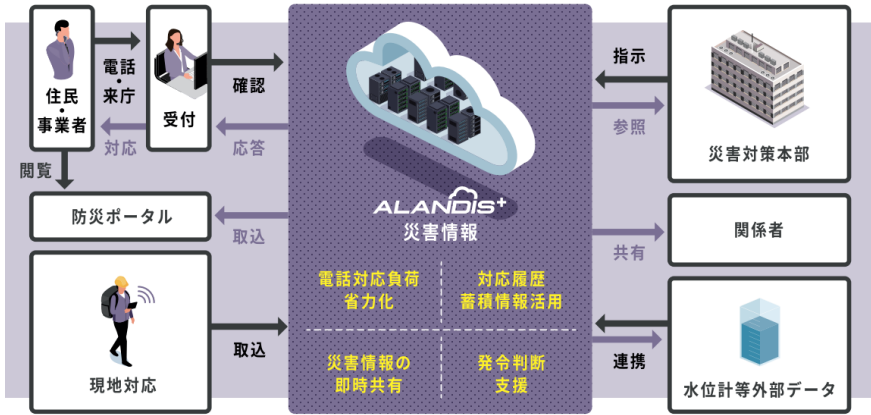 住民
・
事業者
電話
・
来庁
対応
受付
確認
応答
閲覧
防災ポータル
取込
現地対応
取込
ALANDIS+
災害情報
電話対応負荷
省力化
対応履歴
蓄積情報活用
災害情報の
即時共有
発令判断
支援
指示
参照
災害対策本部
共有
関係者
連携
水位計等外部データ